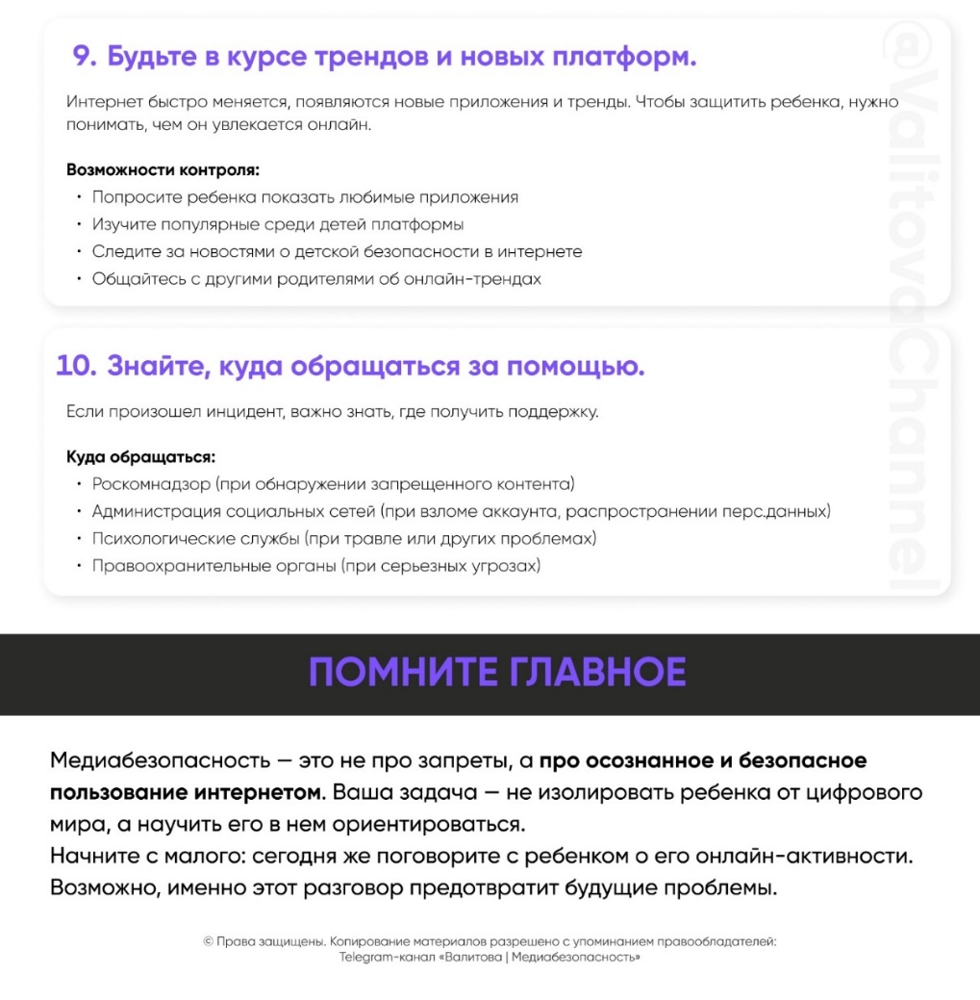 9. Будьте в курсе трендов и новых платформ.
Интернет быстро меняется, появляются новые приложения и тренды. Чтобы защитить ребенка, нужно
понимать, чем он увлекается онлайн.
Возможности контроля:
• Попросите ребенка показать любимые приложения
• Изучите популярные среди детей платформы
• Следите за новостями о детской безопасности в интернете
• Общайтесь с другими родителями об онлайн-трендах
10. Знайте, куда обращаться за помощью.
Если произошел инцидент, важно знать, где получить поддержку.
Куда обращаться:
• Роскомнадзор (при обнаружении запрещенного контента)
• Администрация социальных сетей (при взломе аккаунта, распространении перс.данных)
• Психологические службы (при травле или других проблемах)
• Правоохранительные органы (при серьезных угрозах)
@ValitovaChannel
ПОМНИТЕ ГЛАВНОЕ
Медиабезопасность — это не про запреты, а про осознанное и безопасное
пользование интернетом. Ваша задача — не изолировать ребенка от цифрового
мира, а научить его в нем ориентироваться.
Начните с малого: сегодня же поговорите с ребенком о его онлайн-активности.
Возможно, именно этот разговор предотвратит будущие проблемы.
© Права защищены. Копирование материалов разрешено с упоминанием правообладателей:
Telegram-канал «Валитова | Медиабезопасность»